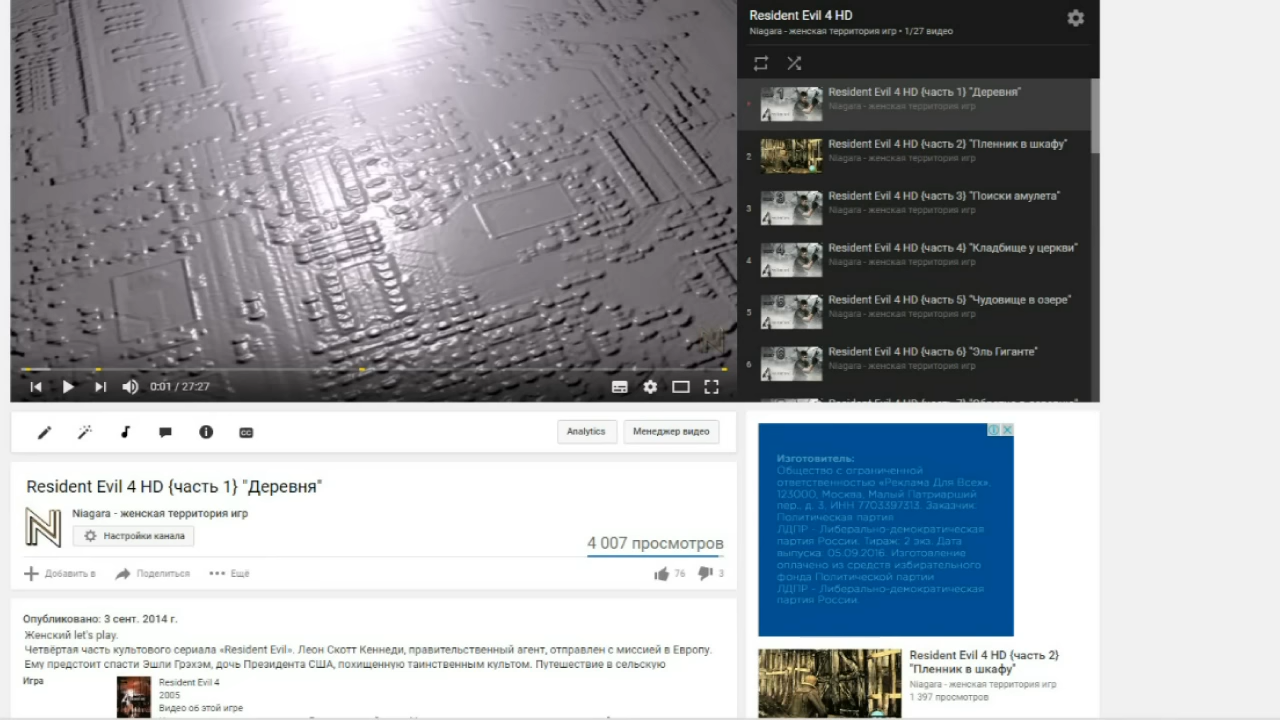 Resident Evil 4 HD
Niagara - женская территория игр • 1/27 видео
Resident Evil 4 HD {часть 1} "Деревня"
Niagara - женская территория игр
2
Resident Evil 4 HD {часть 2} "Пленник в шкафу"
Niagara - женская территория игр
3
Resident Evil 4 HD {часть 3} "Поиски амулета"
Niagara - женская территория игр
4
Resident Evil 4 HD {часть 4} "Кладбище у церкви"
Niagara - женская территория игр
5
Resident Evil 4 HD {часть 5} "Чудовище в озере"
Niagara - женская территория игр
6
Resident Evil 4 HD {часть 6} "Эль Гиганте"
Niagara - женская территория игр
0:01 / 27:27
Analytics
Менеджер видео
Resident Evil 4 HD {часть 1} "Деревня"
Niagara - женская территория игр
Настройки канала
4 007 просмотров
Добавить в
Поделиться
Ещё
76
3
Опубликовано: 3 сент. 2014 г.
Женский let's play.
Четвёртая часть культового сериала «Resident Evil». Леон Скотт Кеннеди, правительственный агент, отправлен с миссией в Европу.
Ему предстоит спасти Эшли Грэхэм, дочь Президента США, похищенную таинственным культом. Путешествие в сельскую
Игра
Resident Evil 4
2005
Видео об этой игре
Изготовитель:
Общество с ограниченной
ответственностью «Реклама Для Всех»,
123000, Москва, Малый Патриарший
пер., д. 3, ИНН 7703397313. Заказчик:
Политическая партия
ЛДПР - Либерально-демократическая
партия России. Тираж: 2 экз. Дата
выпуска: 05.09.2016. Изготовление
оплачено из средств избирательного
фонда Политической партии
ЛДПР - Либерально-демократическая
партия России
Resident Evil 4 HD {часть 2}
"Пленник в шкафу"
Niagara - женская территория игр
1 397 просмотров